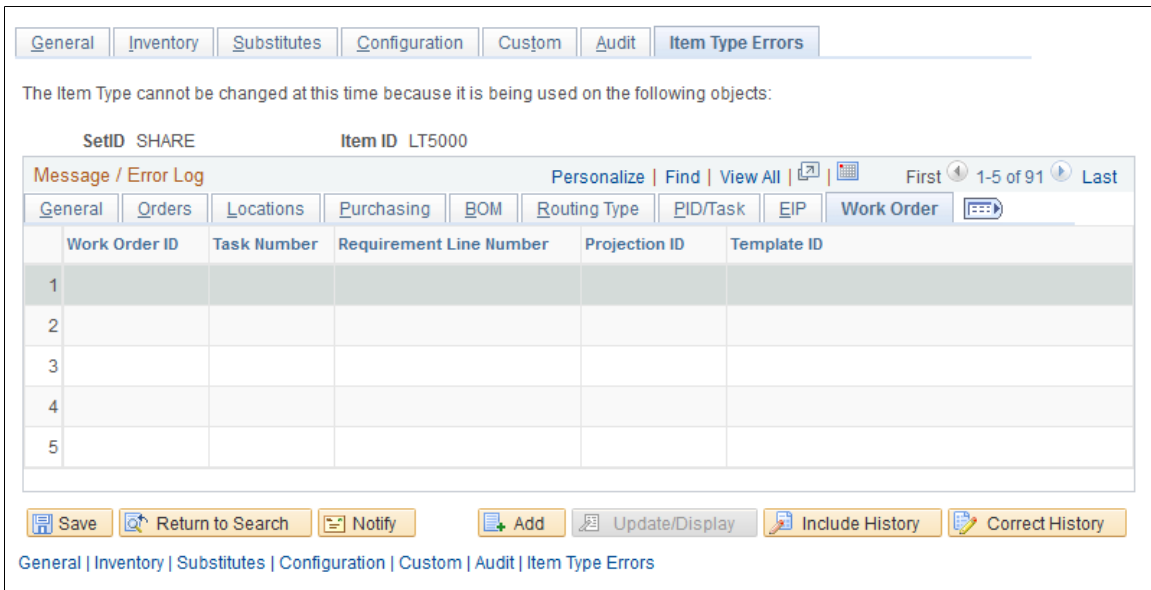 General Inventory Substitutes Configuration Custom Audit Item Type Errors
The Item Type cannot be changed at this time because it is being used on the following objects:
SetID SHARE Item ID LT5000
Message / Error Log Personalize | Find | View All | | First 1-5 of 91 Last
General Orders Locations Purchasing BOM Routing Type PID/Task EIP Work Order
Work Order ID Task Number Requirement Line Number Projection ID Template ID
1
2
3
4
5
Save Return to Search Notify Add Update/Display Include History Correct History
General | Inventory | Substitutes | Configuration | Custom | Audit | Item Type Errors